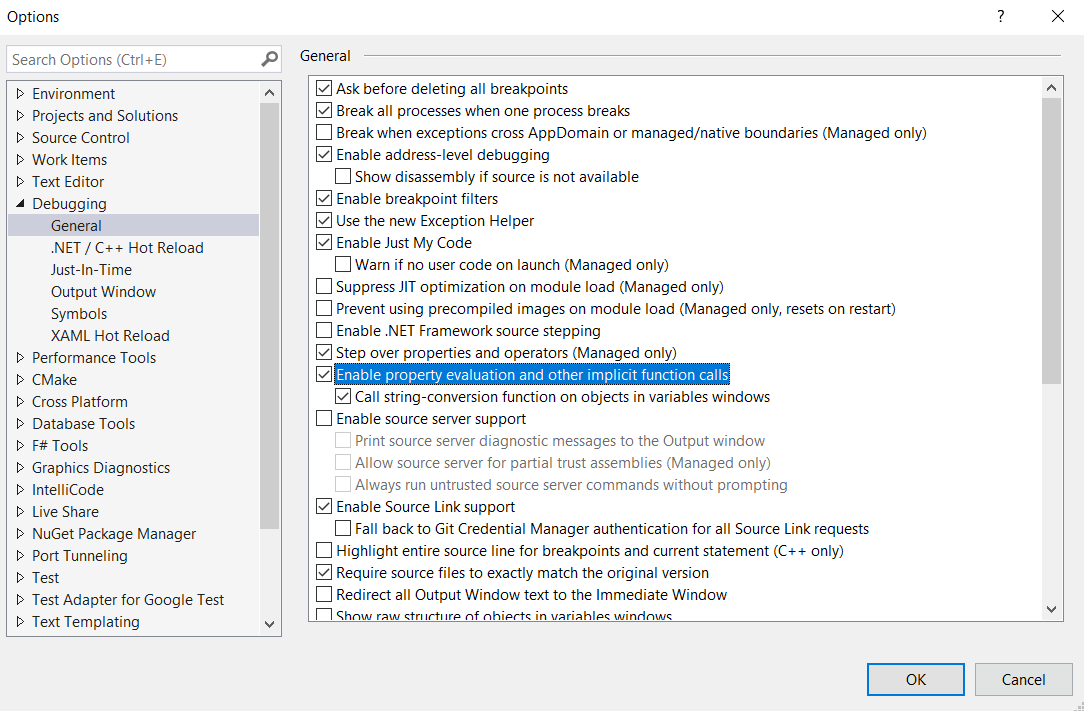 Options
?
Search Options (Ctrl+E)
Environment
Projects and Solutions
Source Control
Work Items
Text Editor
Debugging
General
.NET / C++ Hot Reload
Just-In-Time
Output Window
Symbols
XAML Hot Reload
Performance Tools
CMake
Cross Platform
Database Tools
F# Tools
Graphics Diagnostics
IntelliCode
Live Share
NuGet Package Manager
Port Tunneling
Test
Test Adapter for Google Test
Text Templating
General
Ask before deleting all breakpoints
Break all processes when one process breaks
Break when exceptions cross AppDomain or managed/native boundaries (Managed only)
Enable address-level debugging
Show disassembly if source is not available
Enable breakpoint filters
Use the new Exception Helper
Enable Just My Code
Warn if no user code on launch (Managed only)
Suppress JIT optimization on module load (Managed only)
Prevent using precompiled images on module load (Managed only, resets on restart)
Enable .NET Framework source stepping
Step over properties and operators (Managed only)
Enable property evaluation and other implicit function calls
Call string-conversion function on objects in variables windows
Enable source server support
Print source server diagnostic messages to the Output window
Allow source server for partial trust assemblies (Managed only)
Always run untrusted source server commands without prompting
Enable Source Link support
Fall back to Git Credential Manager authentication for all Source Link requests
Highlight entire source line for breakpoints and current statement (C++ only)
Require source files to exactly match the original version
Redirect all Output Window text to the Immediate Window
Show raw structure of objects in variables windows
OK
Cancel